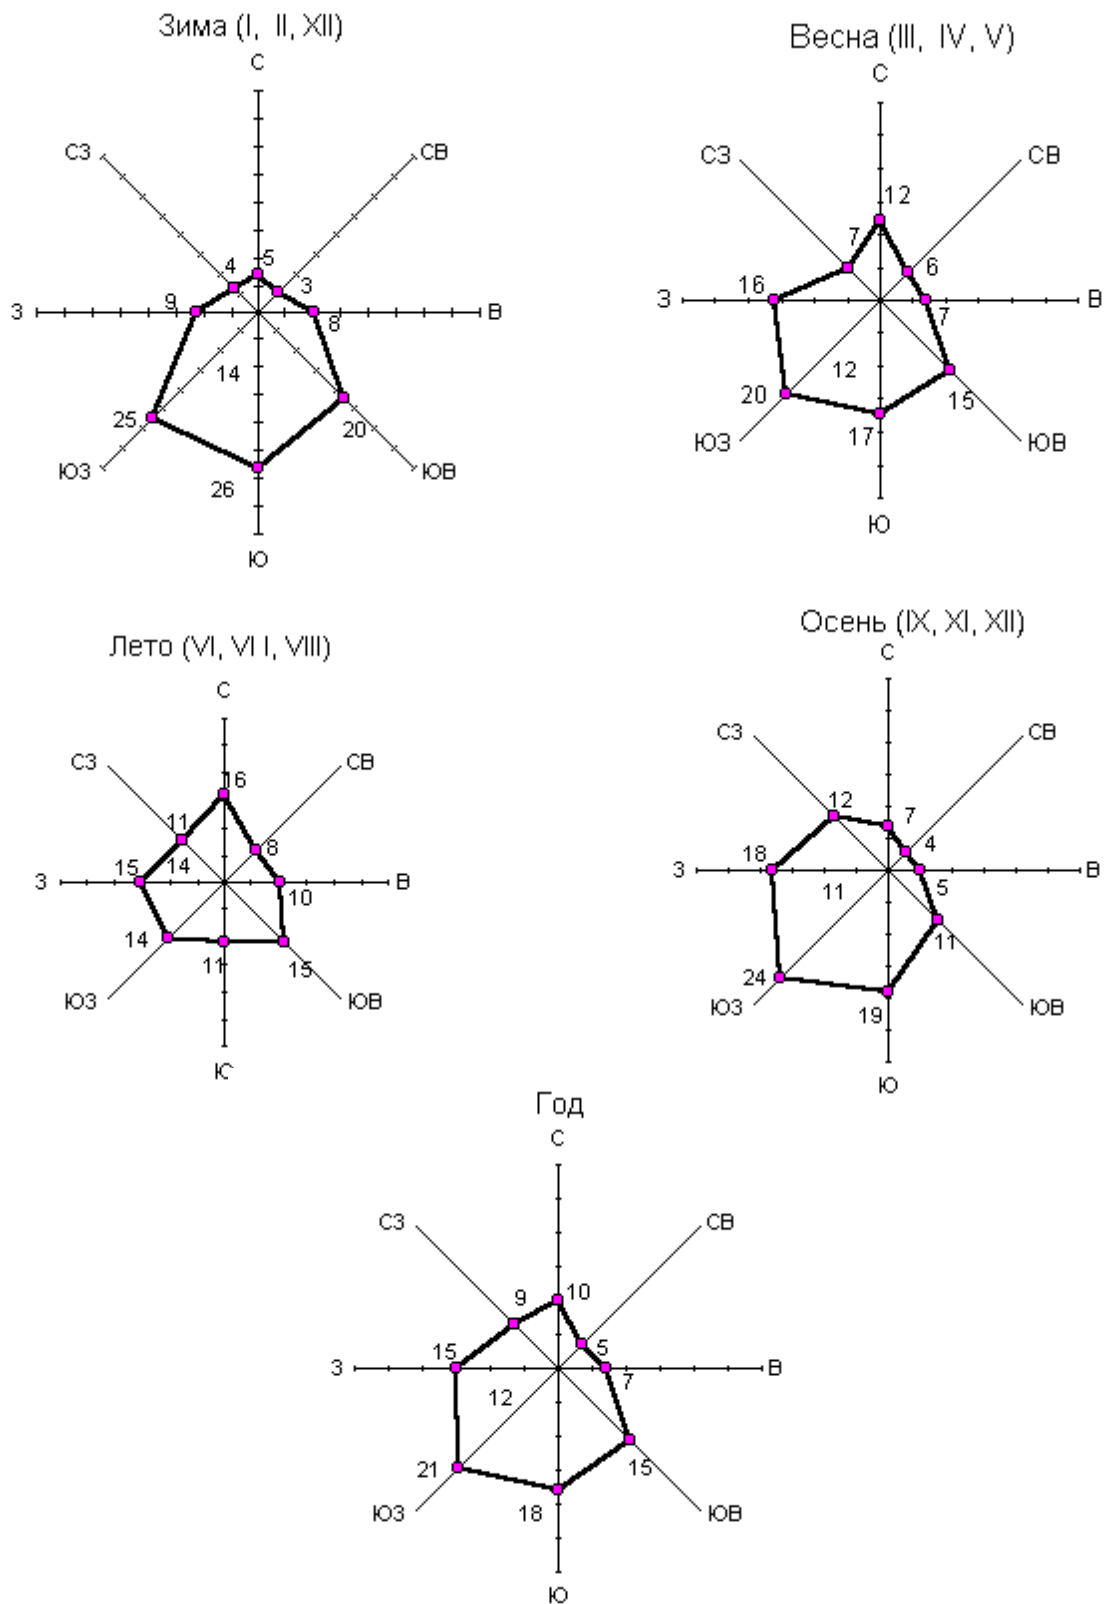 Зима (I, II, XII)
С
СЗ
СВ
4
5
3
З
9
8
В
14
25
20
ЮЗ
26
ЮВ
Ю
Весна (III, IV, V)
С
СЗ
СВ
12
7
6
З
16
7
В
12
20
15
17
ЮЗ
ЮВ
Ю
Лето (VI, VI I, VIII)
С
СЗ
СВ
16
11
8
З
15
14
10
В
14
11
15
ЮЗ
ЮВ
Ю
Осень (IX, XI, XII)
С
СЗ
СВ
12
7
4
З
18
11
5
В
11
24
19
ЮЗ
ЮВ
Ю
Год
С
СЗ
СВ
9
10
5
З
15
7
В
12
21
15
18
ЮЗ
ЮВ
Ю